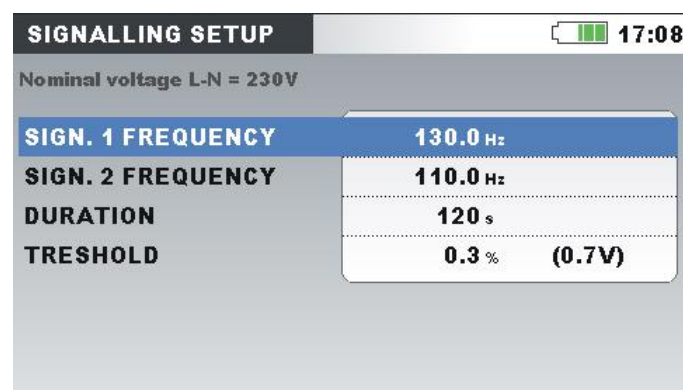 SIGNALLING SETUP 17:08
Nominal voltage L-N = 230V
SIGN. 1 FREQUENCY 130.0 Hz
SIGN. 2 FREQUENCY 110.0 Hz
DURATION 120 s
TRESHOLD 0.3 % (0.7V)